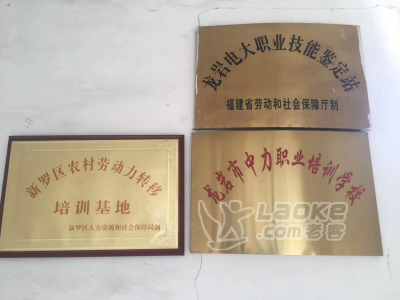 龙岩电大职业技能鉴定站
福建省劳动和社会保障厅制
新罗区农村劳动力转移
培训基地
新罗区人力资源和社会保障局制
龙岩市中力职业培训学校
LAOKE
.com 老客